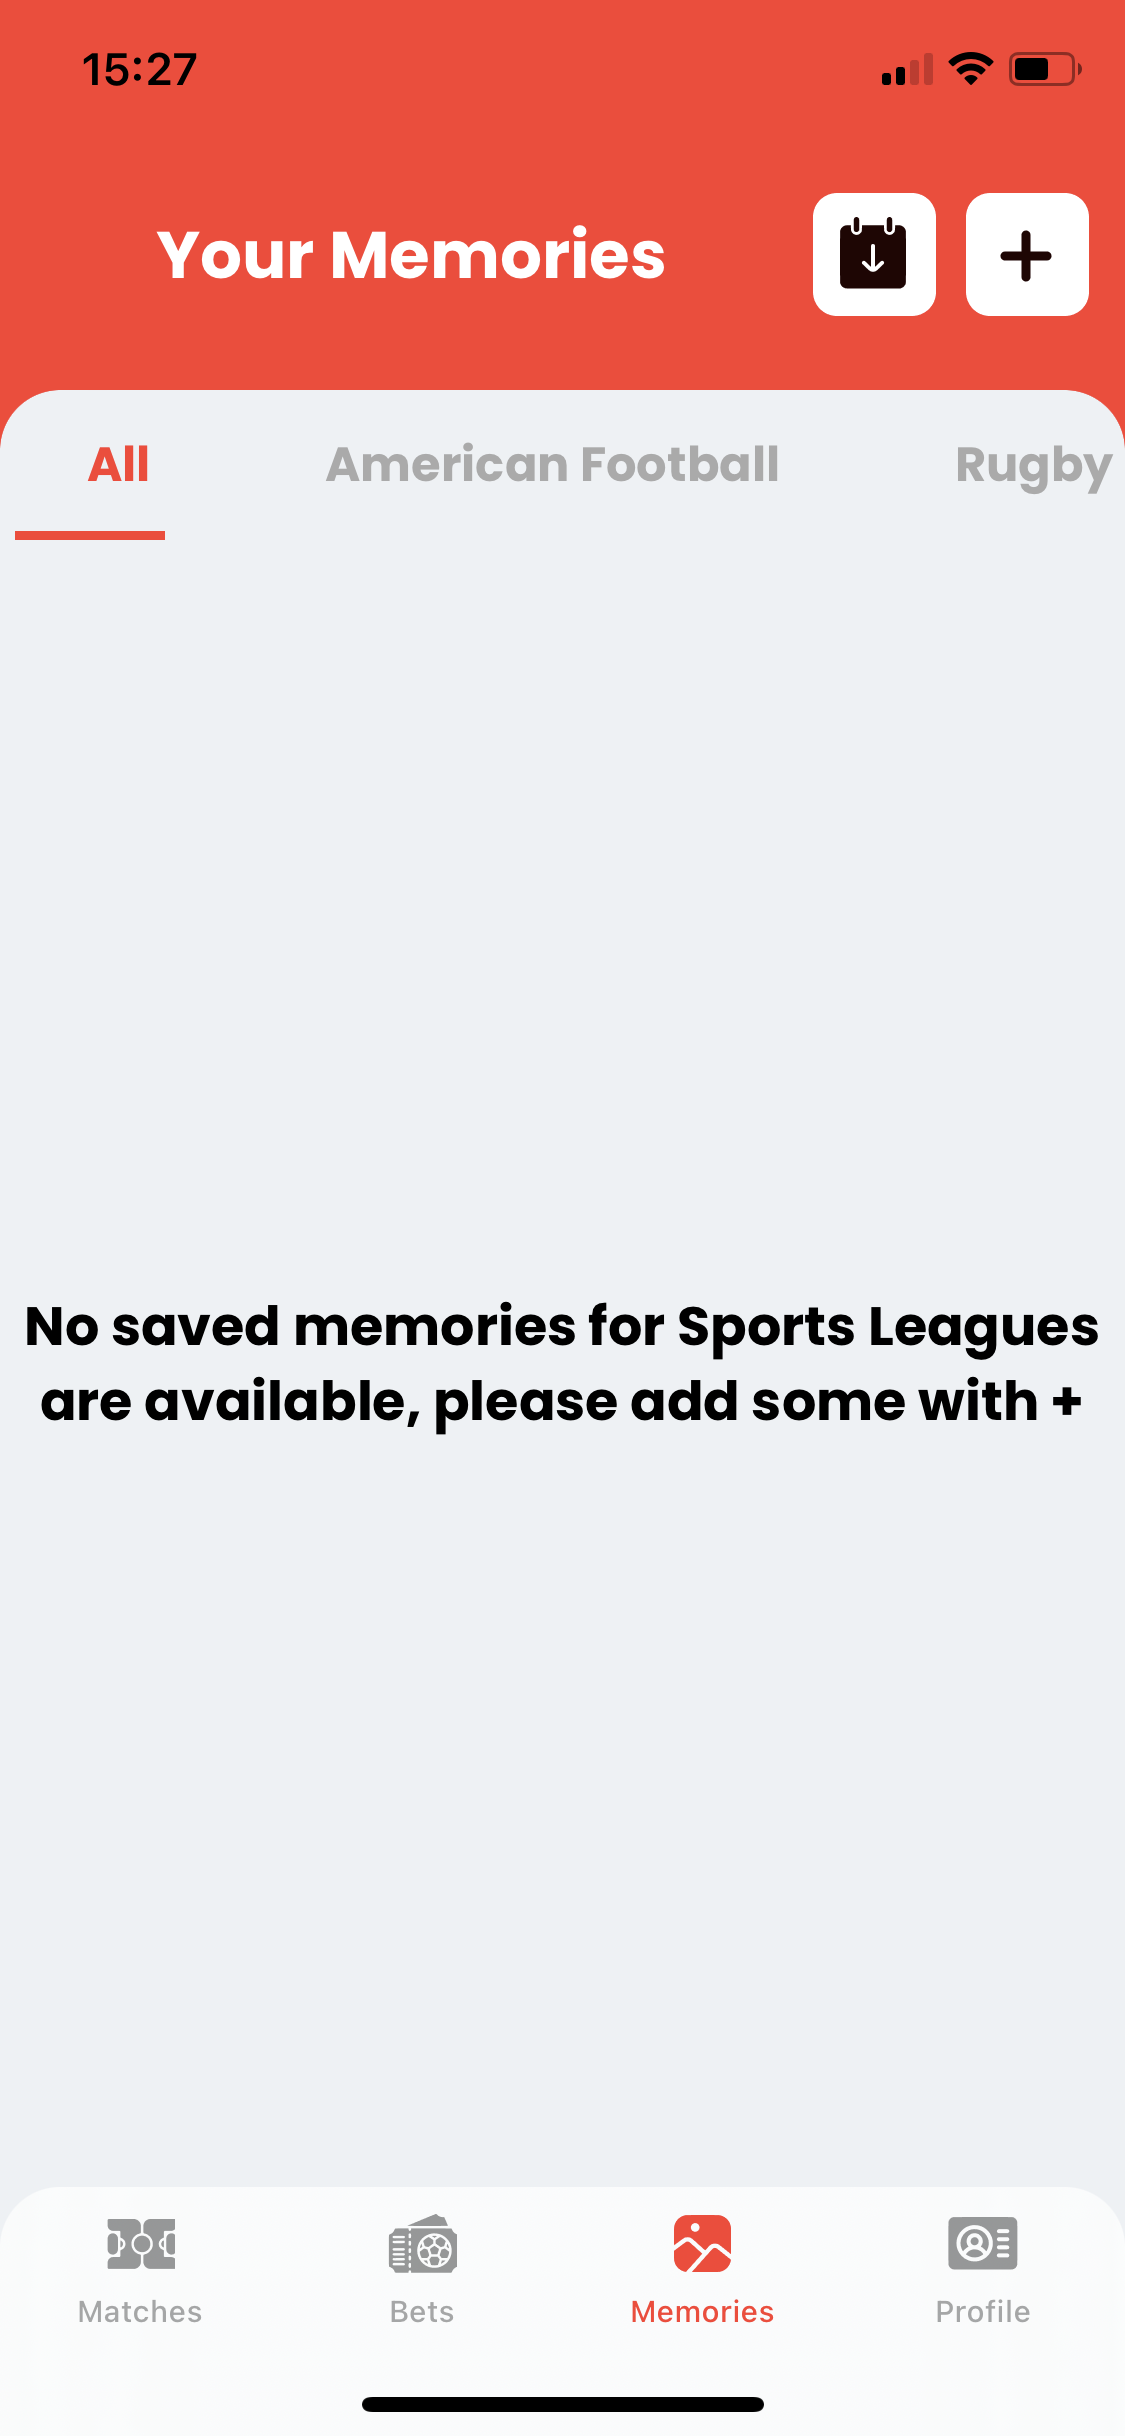 15:27
Your Memories
All
American Football
Rugby
No saved memories for Sports Leagues
are available, please add some with +
Matches
Bets
Memories
Profile